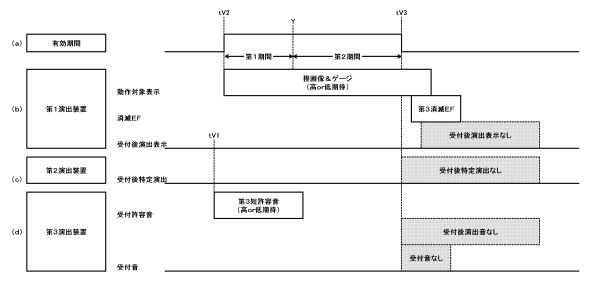 tV2
Y
tV3
(a)
有効期間
第1期間
第2期間
(b)
第1演出装置
動作対象表示
模画像＆ゲージ
(高or低期待)
消滅EF
第3消滅EF
受付後演出表示
受付後演出表示なし
tV1
(c)
第2演出装置
受付後特定演出
受付後特定演出なし
(d)
第3演出装置
受付許容音
第3短許容音
(高or低期待)
受付後演出音なし
受付音
受付音なし